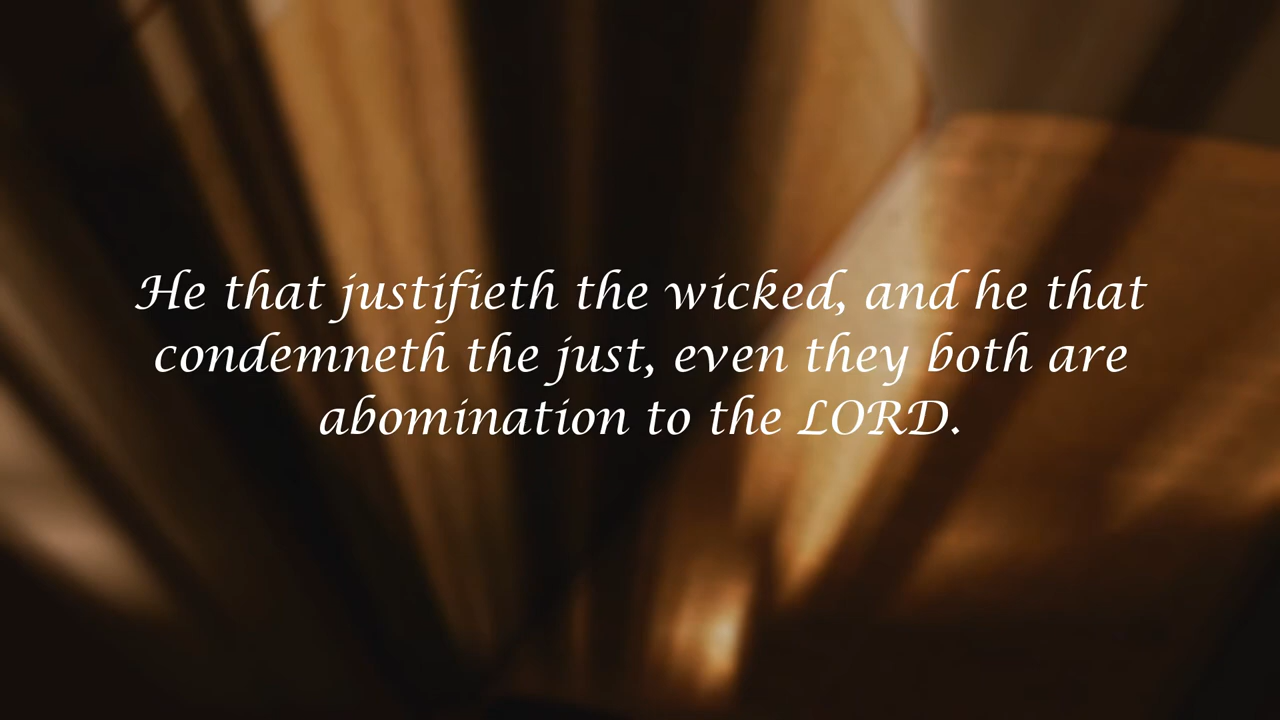 He that justifieth the wicked, and he that
condemneth the just, even they both are
abomination to the LORD.